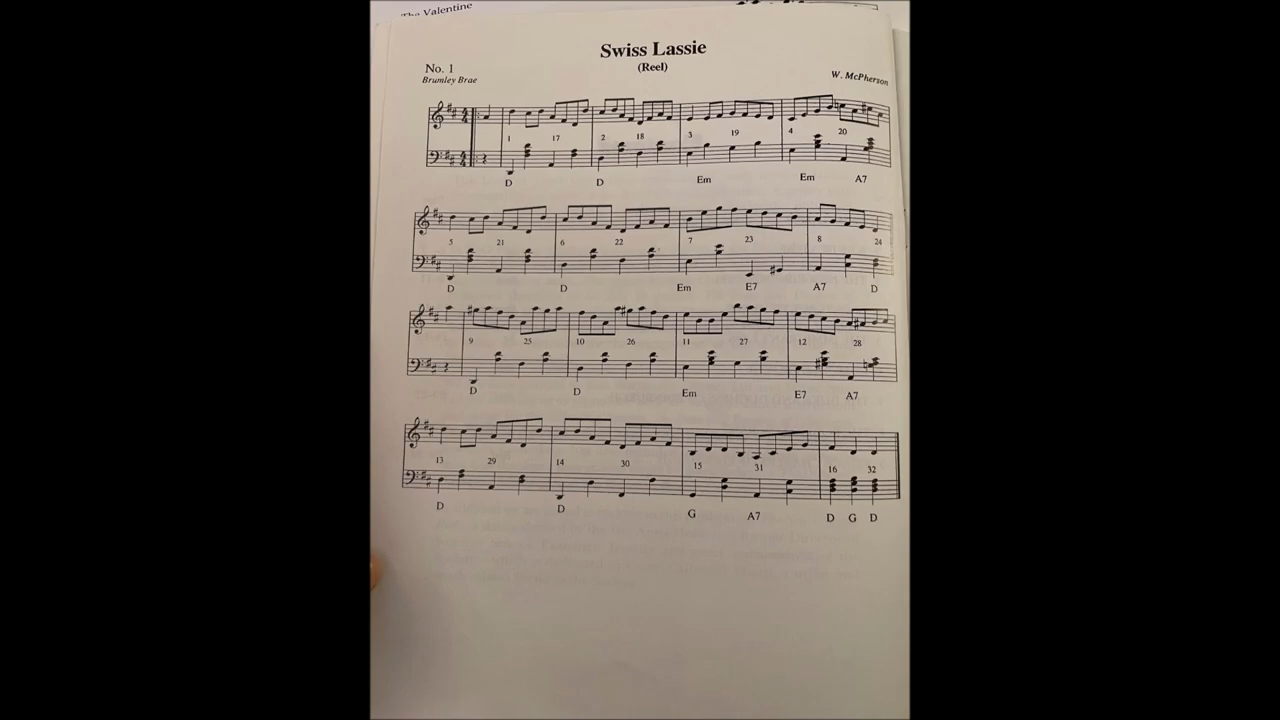 The Valentine
Swiss Lassie
(Reel)
No. 1
Brumley Brae
W. McPherson
4 4
1 17 2 18 3 19 4 20
D D Em Em A7
5 21 6 22 7 23 8 24
D D Em E7 A7 D
9 25 10 26 11 27 12 28
D D Em E7 A7
13 29 14 30 15 31 16 32
D D G A7 D G D